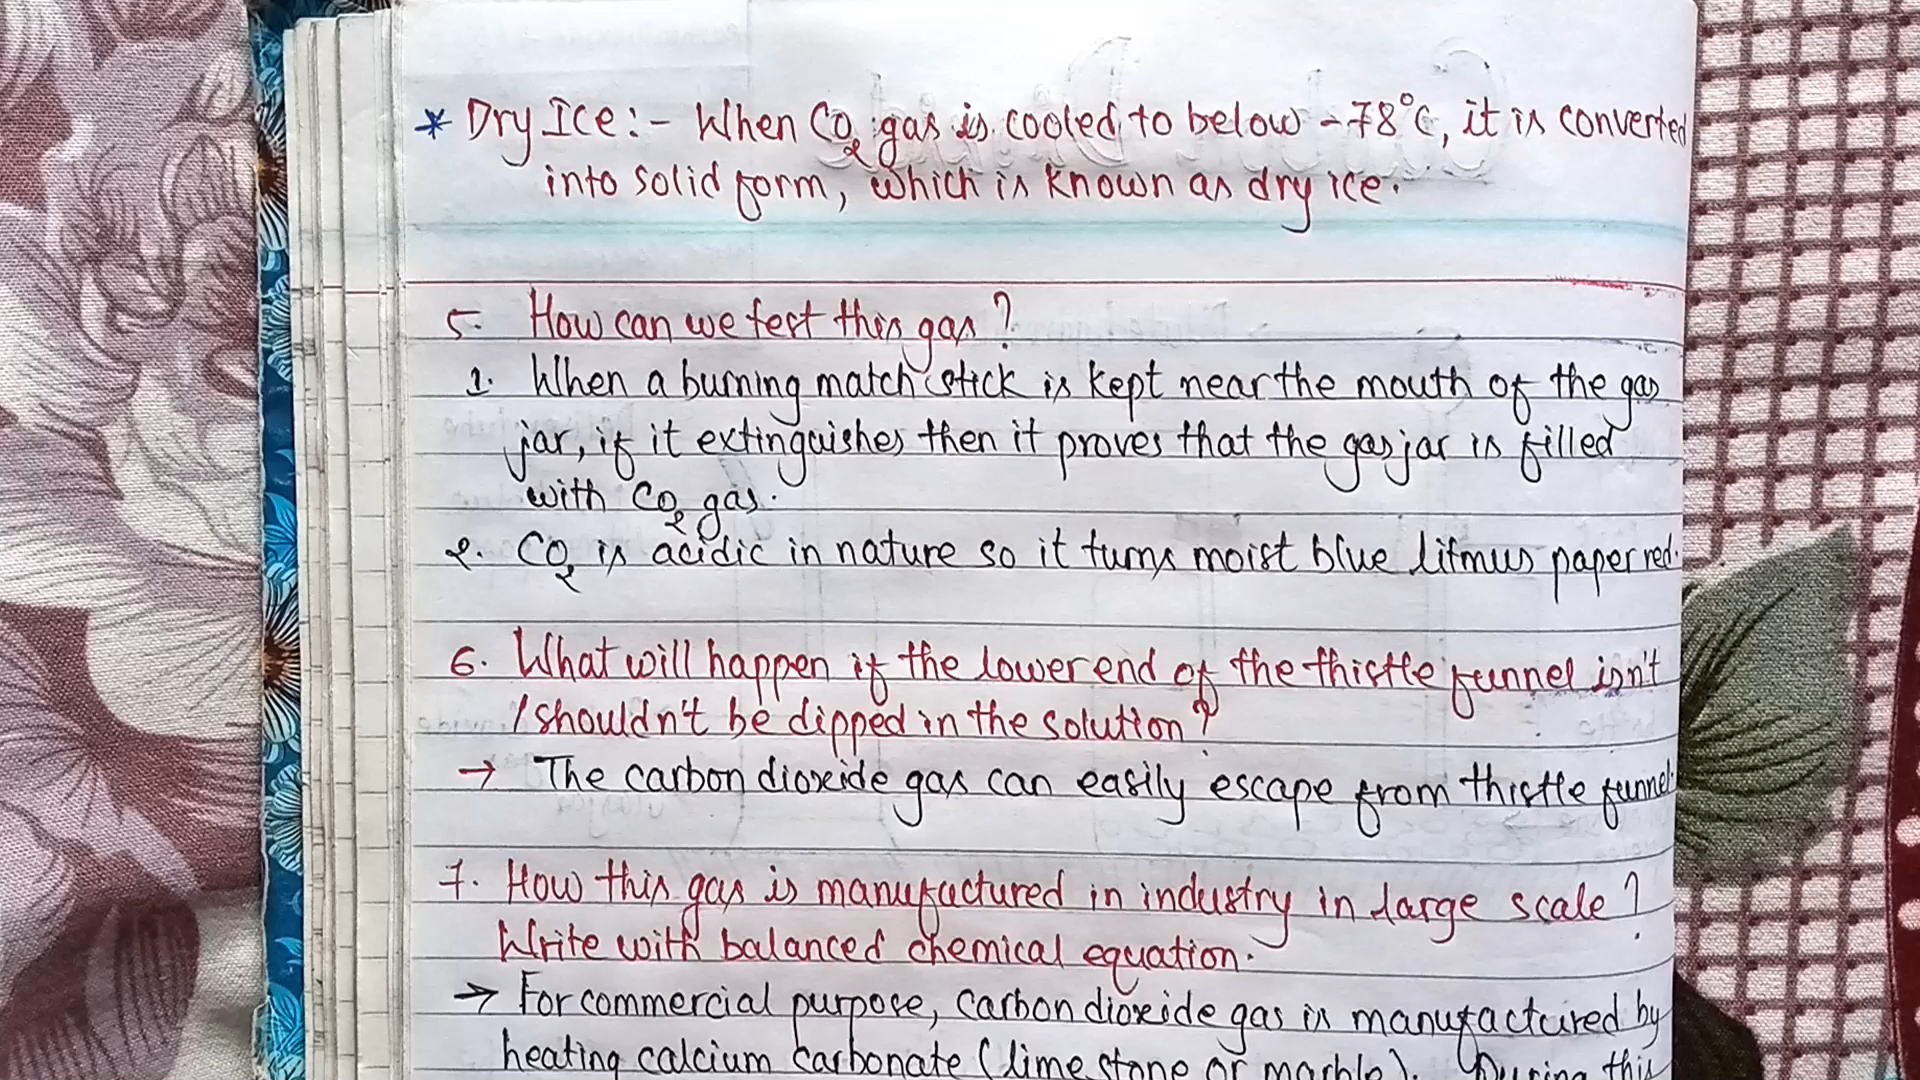 * Dry Ice:- When CO₂ gas is cooled to below -78°C, it is converted
into solid form, which is known as dry ice.
5. How can we test this gas?
1. When a burning match stick is kept near the mouth of the gas
jar, if it extinguishes then it proves that the gas jar is filled
with CO₂ gas.
2. CO₂ is acidic in nature so it turns moist blue litmus paper red.
6. What will happen if the lower end of the thistle funnel isn't
/ shouldn't be dipped in the solution?
→ The carbon dioxide gas can easily escape from thistle funnel.
7. How this gas is manufactured in industry in large scale?
Write with balanced chemical equation.
→ For commercial purpose, carbon dioxide gas is manufactured by
heating calcium carbonate (lime stone or marble). During this